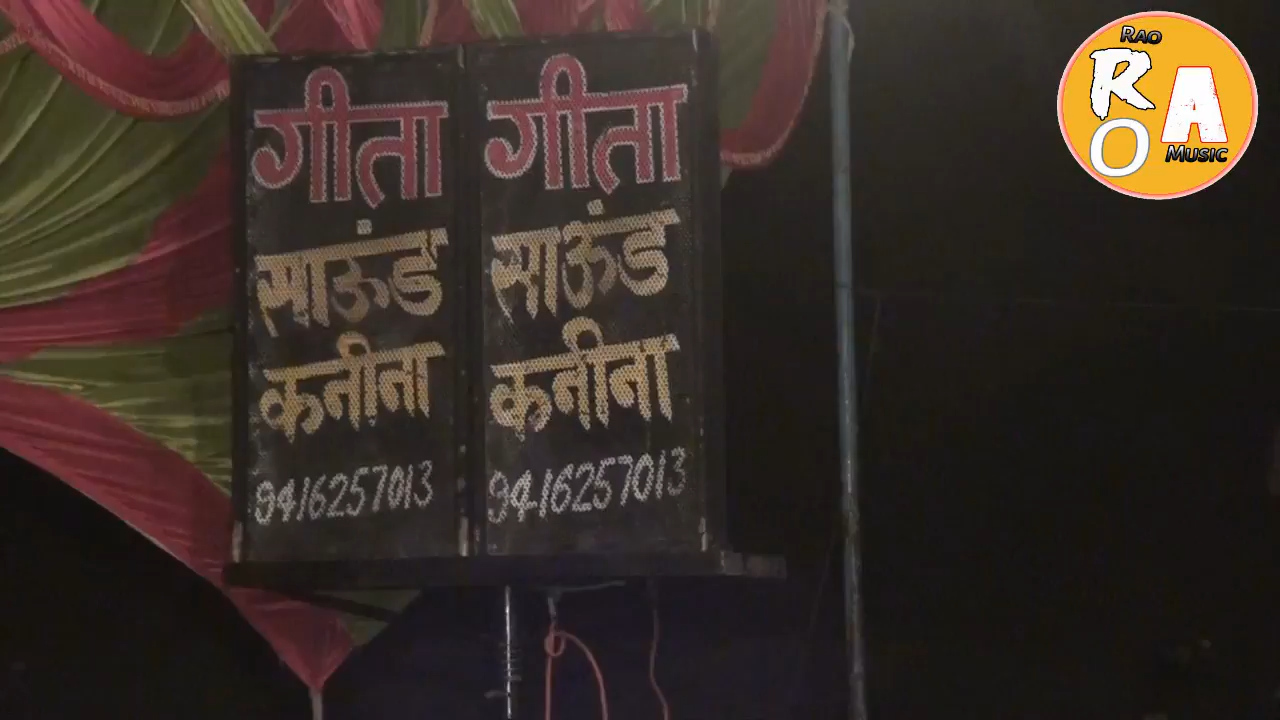 गीता
साऊंड
कनीना
9416257013
गीता
साऊंड
कनीना
9416257013
RAO
R
O
A
MUSIC